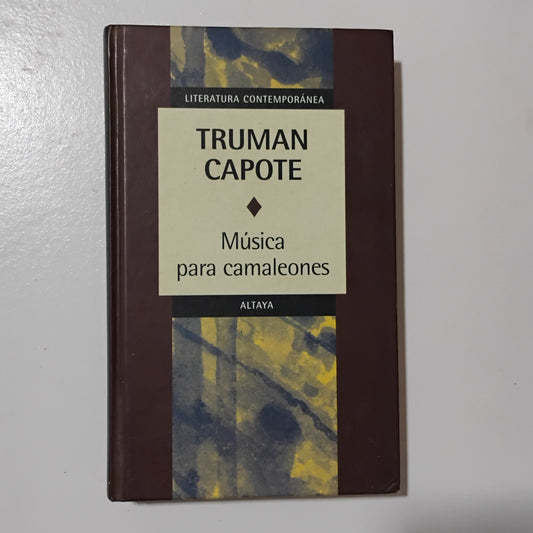 LITERATURA CONTEMPORÁNEA
TRUMAN
CAPOTE
Música
para camaleones
ALTAYA